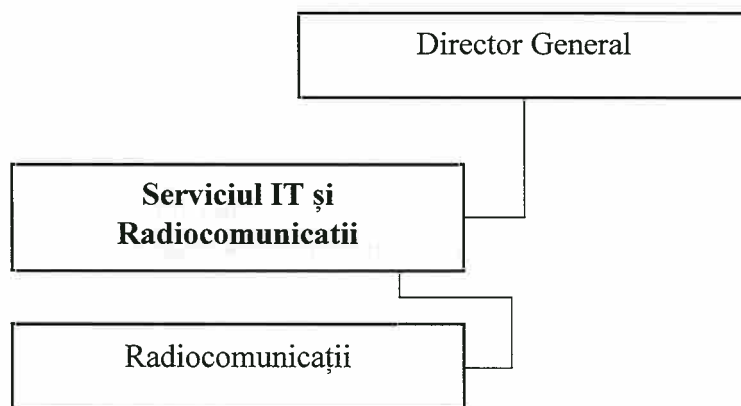 Director General
Serviciul IT și
Radiocomunicatii
Radiocomunicații